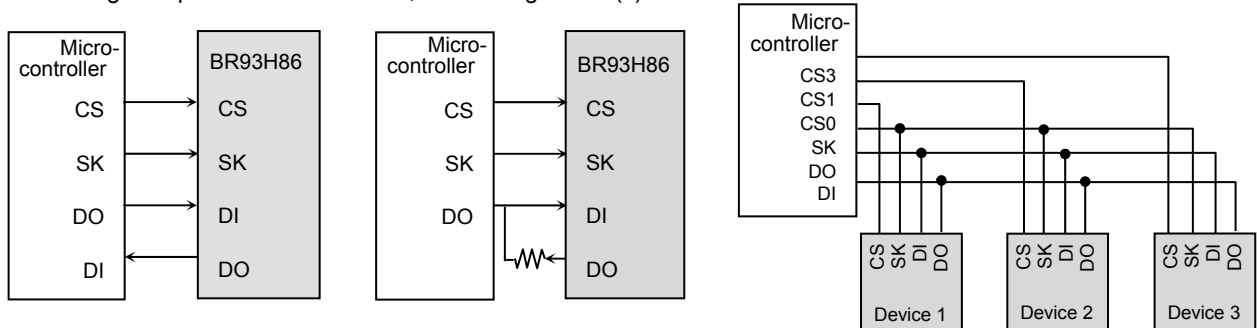 Micro-
controller
CS
SK
DO
DI
BR93H86
CS
SK
DI
DO
Micro-
controller
CS
SK
DO
BR93H86
CS
SK
DI
DO
Micro-
controller
CS3
CS1
CS0
SK
DO
DI
CS
SK
DI
DO
Device 1
CS
SK
DI
DO
Device 2
CS
SK
DI
DO
Device 3